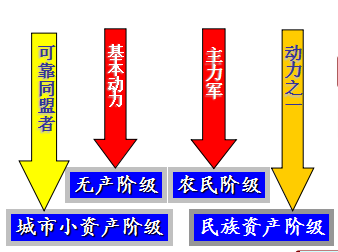 可靠同盟者
基本动力
主力军
动力之一
无产阶级
农民阶级
城市小资产阶级
民族资产阶级